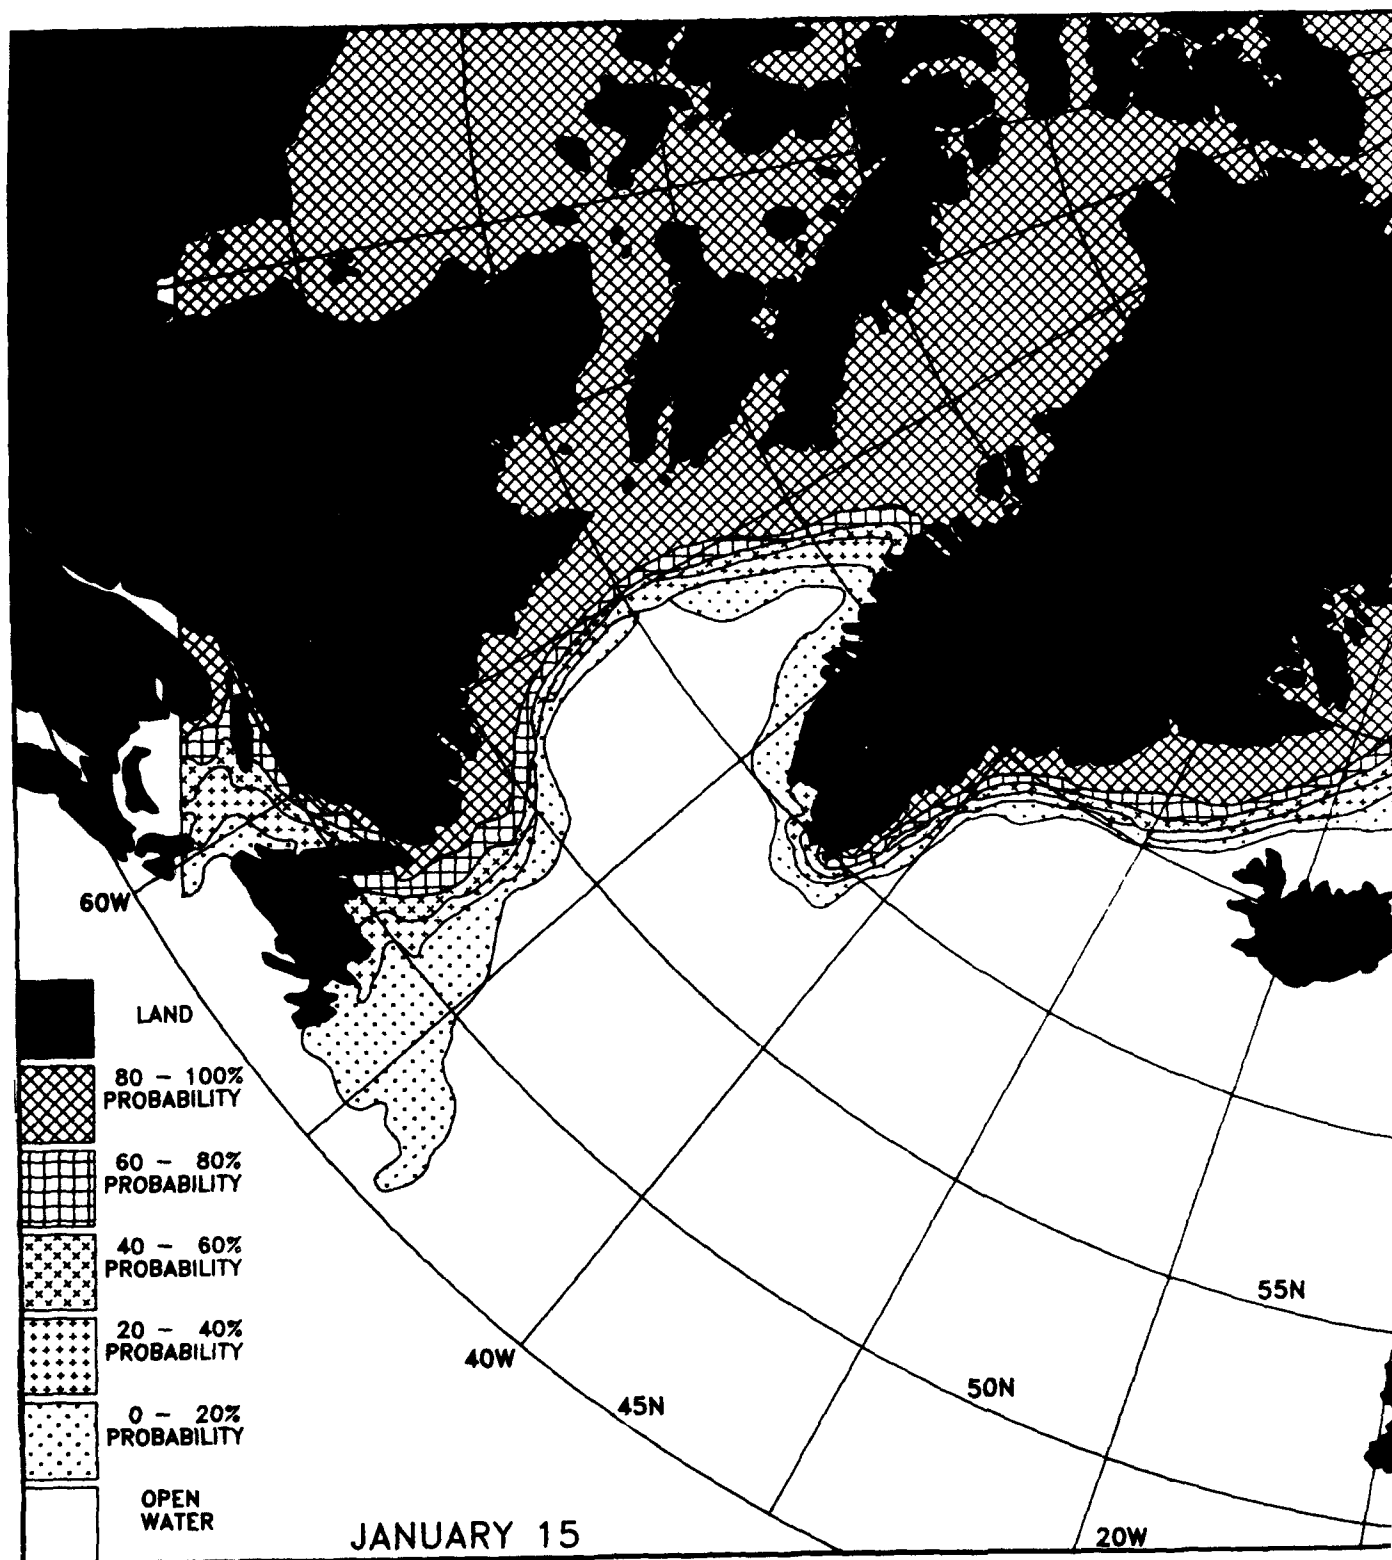 60W
LAND
80 – 100%
PROBABILITY
60 – 80%
PROBABILITY
40 – 60%
PROBABILITY
20 – 40%
PROBABILITY
0 – 20%
PROBABILITY
OPEN
WATER
JANUARY 15
40W
45N
50N
55N
20W